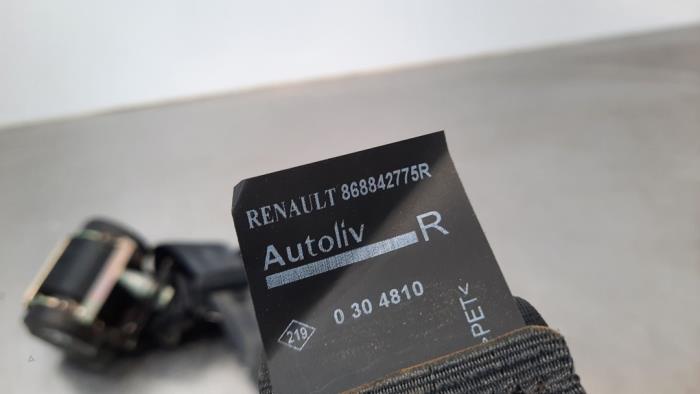 RENAULT 868842775R
Autoliv R
219 0 30 4810
>PET<